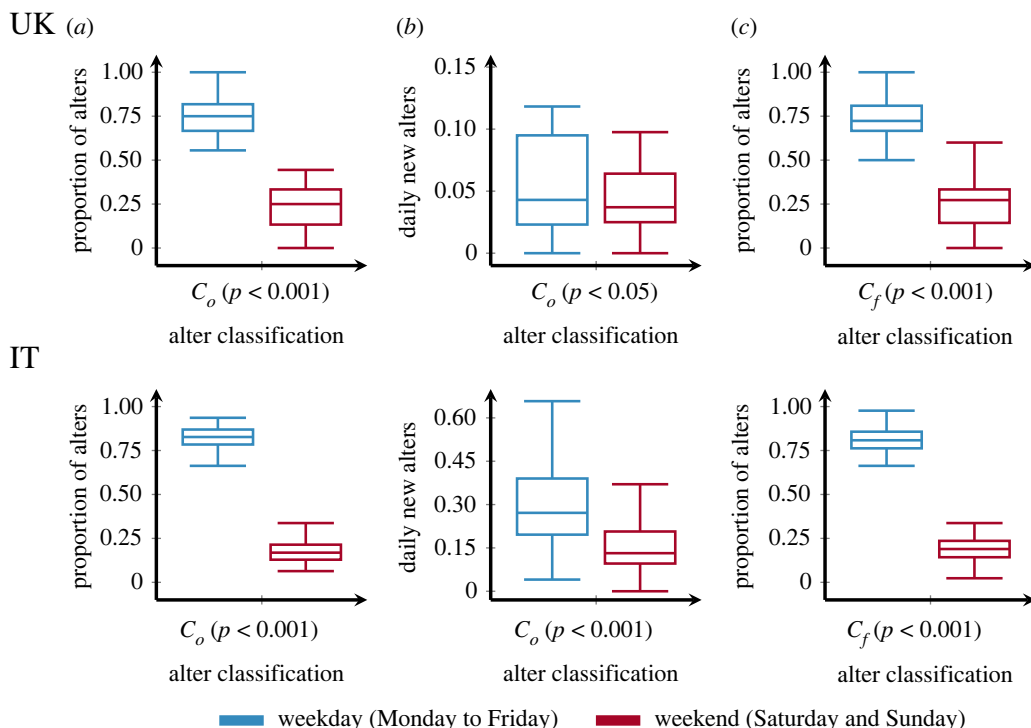 UK (a) (b) (c)
proportion of alters
1.00
0.75
0.50
0.25
0
C_o (p < 0.001)
alter classification
daily new alters
0.15
0.10
0.05
0
C_o (p < 0.05)
alter classification
proportion of alters
1.00
0.75
0.50
0.25
0
C_f (p < 0.001)
alter classification
IT
proportion of alters
1.00
0.75
0.50
0.25
0
C_o (p < 0.001)
alter classification
daily new alters
0.60
0.45
0.30
0.15
0
C_o (p < 0.001)
alter classification
proportion of alters
1.00
0.75
0.50
0.25
0
C_f (p < 0.001)
alter classification
weekday (Monday to Friday) weekend (Saturday and Sunday)